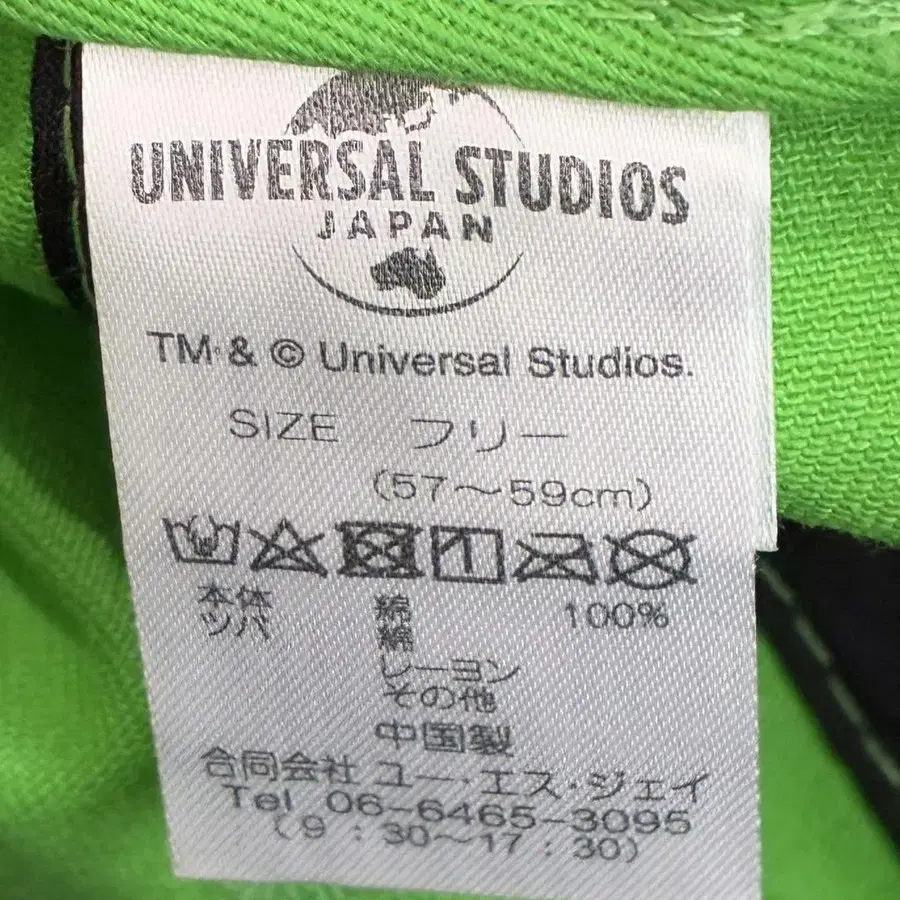 UNIVERSAL STUDIOS
JAPAN
TM & © Universal Studios.
SIZE フリー
(57～59cm)
本体 綿 100%
ツバ 綿
レーヨン
その他
中国製
合同会社 ユー・エス・ジェイ
Tel 06-6465-3095
(9:30～17:30)